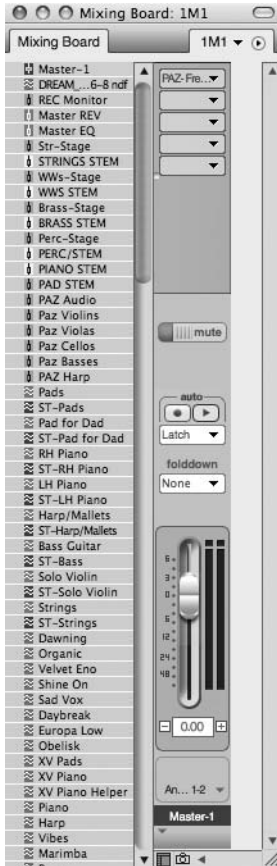 Mixing Board: 1M1
Mixing Board
1M1
Master-1
DREAM_...6-8 ndf
REC Monitor
Master REV
Master EQ
Str-Stage
STRINGS STEM
WWs-Stage
WWS STEM
Brass-Stage
BRASS STEM
Perc-Stage
PERC/STEM
PIANO STEM
PAD STEM
PAZ Audio
Paz Violins
Paz Violas
Paz Cellos
Paz Basses
PAZ Harp
Pads
ST-Pads
Pad for Dad
ST-Pad for Dad
RH Piano
ST-RH Piano
LH Piano
ST-LH Piano
Harp/Mallets
ST-Harp/Mallets
Bass Guitar
ST-Bass
Solo Violin
ST-Solo Violin
Strings
ST-Strings
Dawning
Organic
Velvet Eno
Shine On
Sad Vox
Daybreak
Europa Low
Obelisk
XV Pads
XV Piano
XV Piano Helper
Piano
Harp
Vibes
Marimba
PAZ-Fre...
mute
auto
Latch
folddown
None
6
3
0
6
12
24
48
0.00
An... 1-2
Master-1